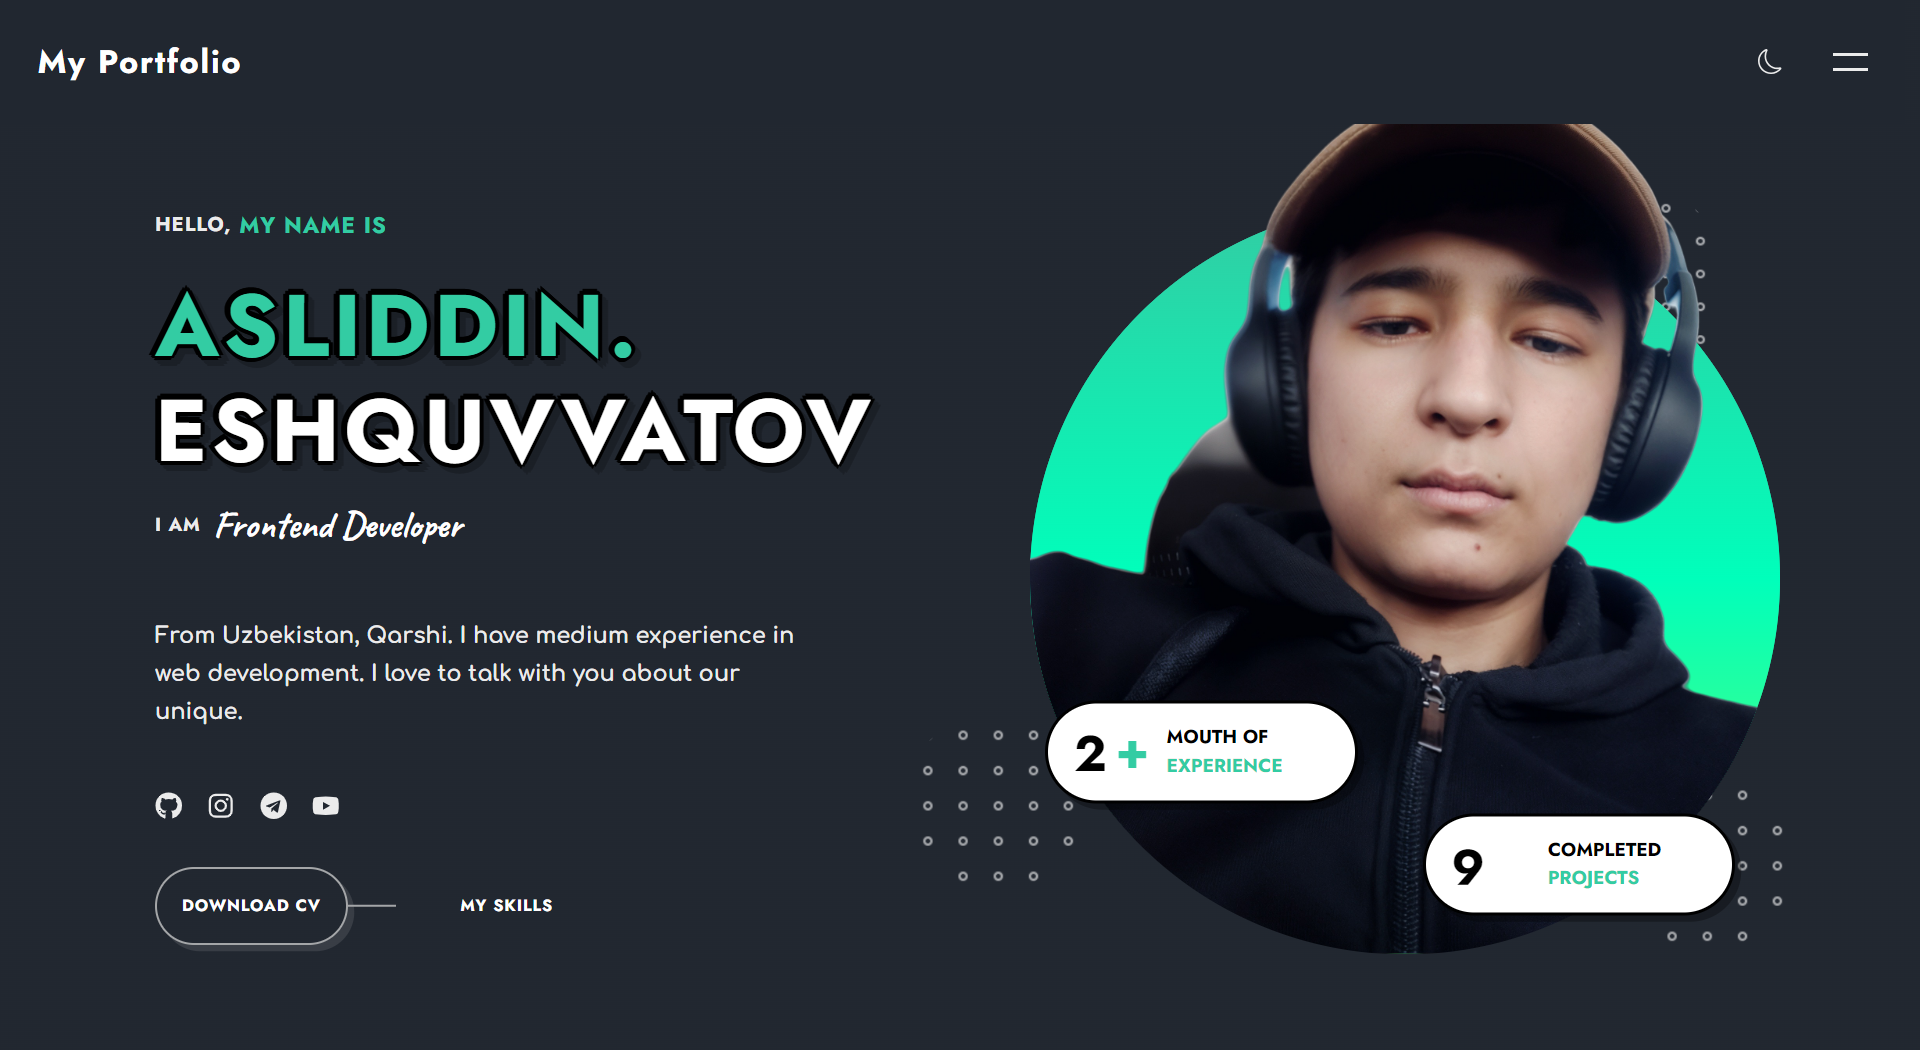 My Portfolio
HELLO, MY NAME IS
ASLIDDIN.
ESHQUVVATOV
I AM Frontend Developer
From Uzbekistan, Qarshi. I have medium experience in
web development. I love to talk with you about our
unique.
DOWNLOAD CV
MY SKILLS
2 + MOUTH OF
EXPERIENCE
9 COMPLETED
PROJECTS